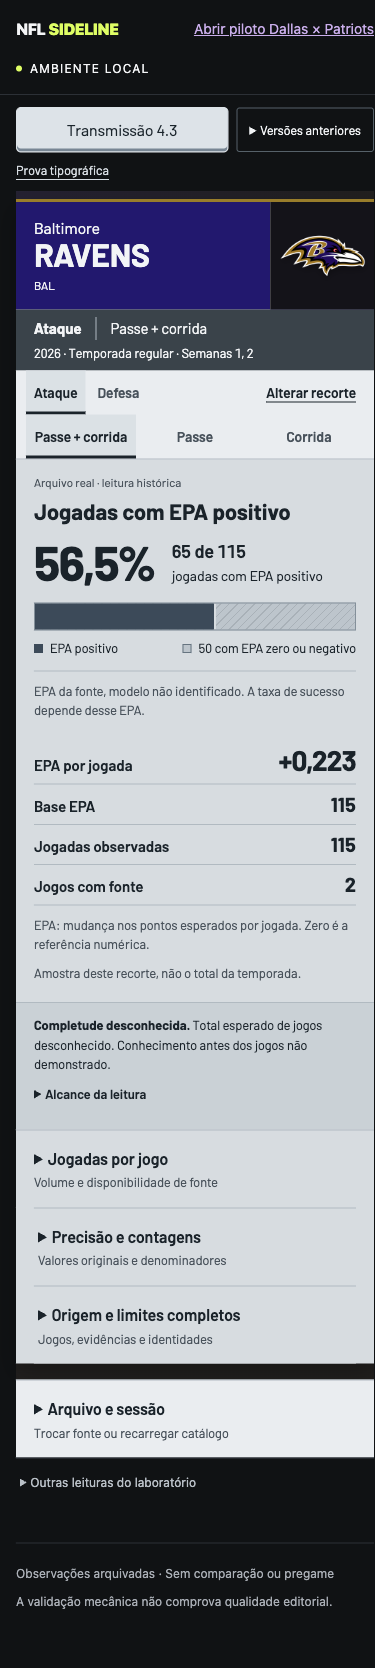 NFL SIDELINE
Abrir piloto Dallas × Patriots
AMBIENTE LOCAL
Transmissão 4.3
Versões anteriores
Prova tipográfica
Baltimore
RAVENS
BAL
Ataque
Passe + corrida
2026 · Temporada regular · Semanas 1, 2
Ataque
Defesa
Alterar recorte
Passe + corrida
Passe
Corrida
Arquivo real · leitura histórica
Jogadas com EPA positivo
56,5%
65 de 115
jogadas com EPA positivo
EPA positivo
50 com EPA zero ou negativo
EPA da fonte, modelo não identificado. A taxa de sucesso
depende desse EPA.
EPA por jogada
+0,223
Base EPA
115
Jogadas observadas
115
Jogos com fonte
2
EPA: mudança nos pontos esperados por jogada. Zero é a
referência numérica.
Amostra deste recorte, não o total da temporada.
Completude desconhecida. Total esperado de jogos
desconhecido. Conhecimento antes dos jogos não
demonstrado.
Alcance da leitura
Jogadas por jogo
Volume e disponibilidade de fonte
Precisão e contagens
Valores originais e denominadores
Origem e limites completos
Jogos, evidências e identidades
Arquivo e sessão
Trocar fonte ou recarregar catálogo
Outras leituras do laboratório
Observações arquivadas · Sem comparação ou pregame
A validação mecânica não comprova qualidade editorial.